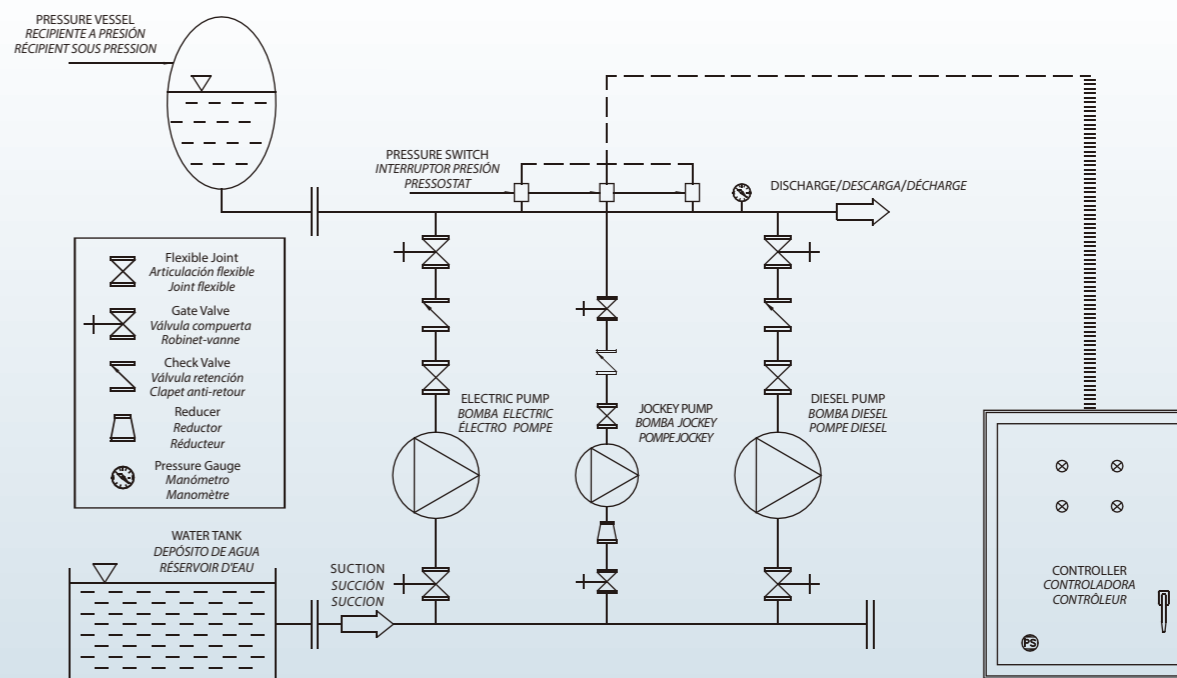 PRESSURE VESSEL
RECIPIENTE A PRESIÓN
RÉCIPIENT SOUS PRESSION
PRESSURE SWITCH
INTERRUPTOR PRESIÓN
PRESSOSTAT
DISCHARGE/DESCARGA/DÉCHARGE
Flexible Joint
Articulación flexible
Joint flexible
Gate Valve
Válvula compuerta
Robinet-vanne
Check Valve
Válvula retención
Clapet anti-retour
Reducer
Reductor
Réducteur
Pressure Gauge
Manómetro
Manomètre
ELECTRIC PUMP
BOMBA ELECTRIC
ÉLECTRO POMPE
JOCKEY PUMP
BOMBA JOCKEY
POMPE JOCKEY
DIESEL PUMP
BOMBA DIESEL
POMPE DIESEL
WATER TANK
DEPÓSITO DE AGUA
RÉSERVOIR D'EAU
SUCTION
SUCCIÓN
SUCCION
CONTROLLER
CONTROLADORA
CONTRÔLEUR
PS